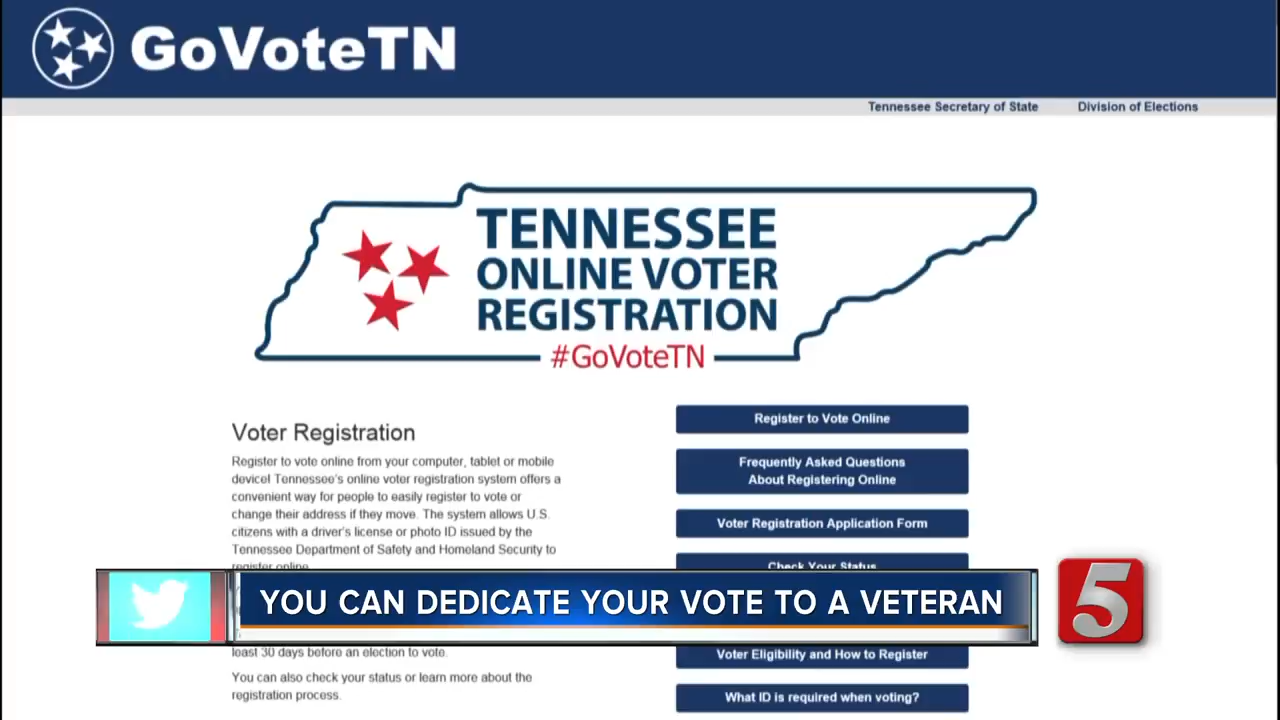 GoVoteTN
Tennessee Secretary of State Division of Elections
TENNESSEE
ONLINE VOTER
REGISTRATION
#GoVoteTN
Voter Registration
Register to vote online from your computer, tablet or mobile
device! Tennessee's online voter registration system offers a
convenient way for people to easily register to vote or
change their address if they move. The system allows U.S.
citizens with a driver's license or photo ID issued by the
Tennessee Department of Safety and Homeland Security to
register online.
least 30 days before an election to vote.
You can also check your status or learn more about the
registration process.
Register to Vote Online
Frequently Asked Questions
About Registering Online
Voter Registration Application Form
Check Your Status
Voter Eligibility and How to Register
What ID is required when voting?
YOU CAN DEDICATE YOUR VOTE TO A VETERAN
5